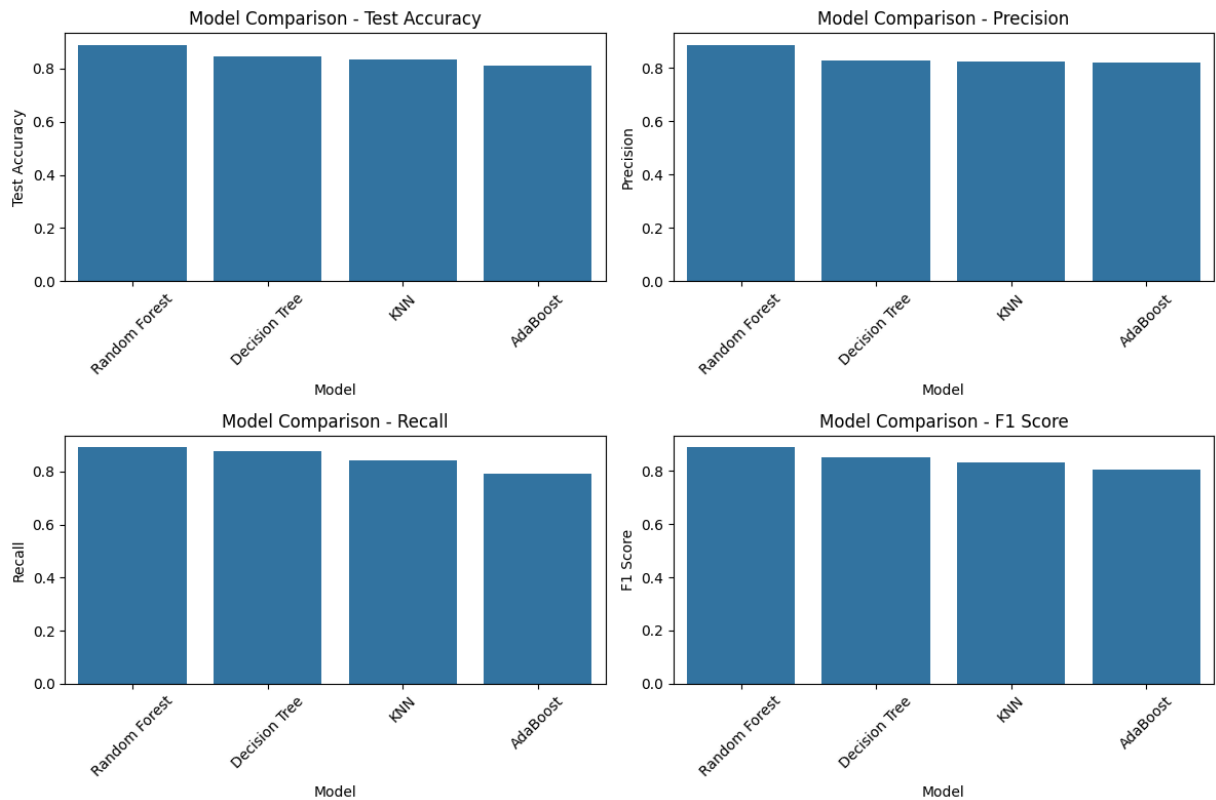 Model Comparison - Test Accuracy
Test Accuracy
0.8
0.6
0.4
0.2
0.0
Random Forest
Decision Tree
KNN
AdaBoost
Model
Model Comparison - Precision
Precision
0.8
0.6
0.4
0.2
0.0
Random Forest
Decision Tree
KNN
AdaBoost
Model
Model Comparison - Recall
Recall
0.8
0.6
0.4
0.2
0.0
Random Forest
Decision Tree
KNN
AdaBoost
Model
Model Comparison - F1 Score
F1 Score
0.8
0.6
0.4
0.2
0.0
Random Forest
Decision Tree
KNN
AdaBoost
Model